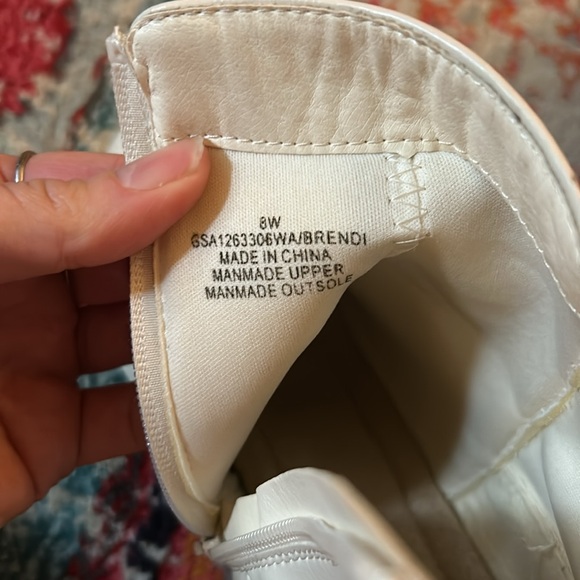 8W
GSA1263306WA/BRENDI
MADE IN CHINA
MANMADE UPPER
MANMADE OUTSOLE